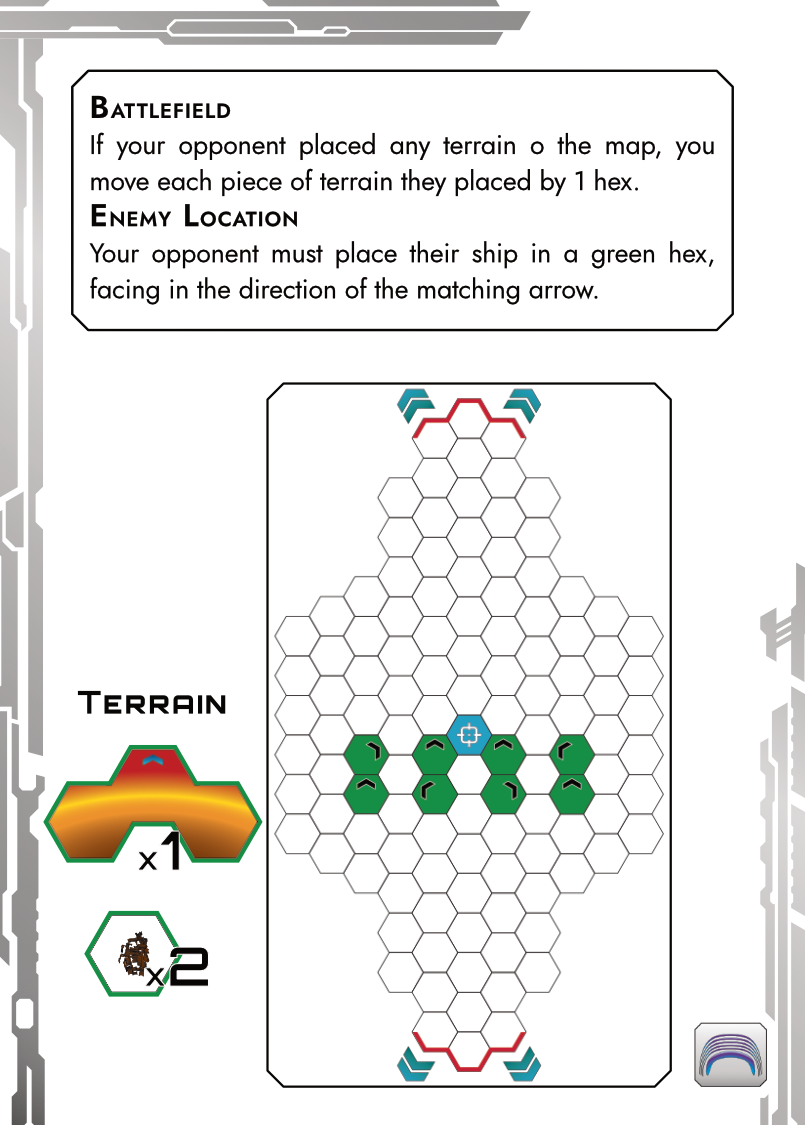 Battlefield
If your opponent placed any terrain o the map, you
move each piece of terrain they placed by 1 hex.
Enemy Location
Your opponent must place their ship in a green hex,
facing in the direction of the matching arrow.
Terrain
x1
x2